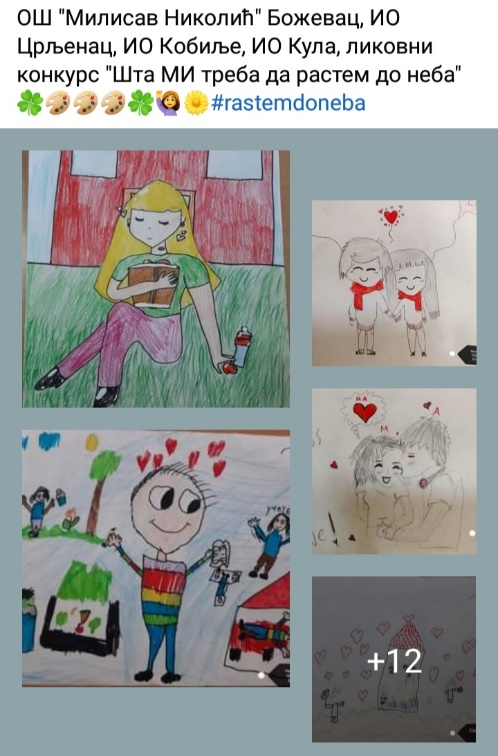 ОШ "Милисав Николић" Божевац, ИО
Црљенац, ИО Кобиље, ИО Кула, ликовни
конкурс "Шта МИ треба да растем до неба"
🍀🎨🎨🎨🍀🙋‍♀️🌼#rastemdoneba
НА
М
А
+12